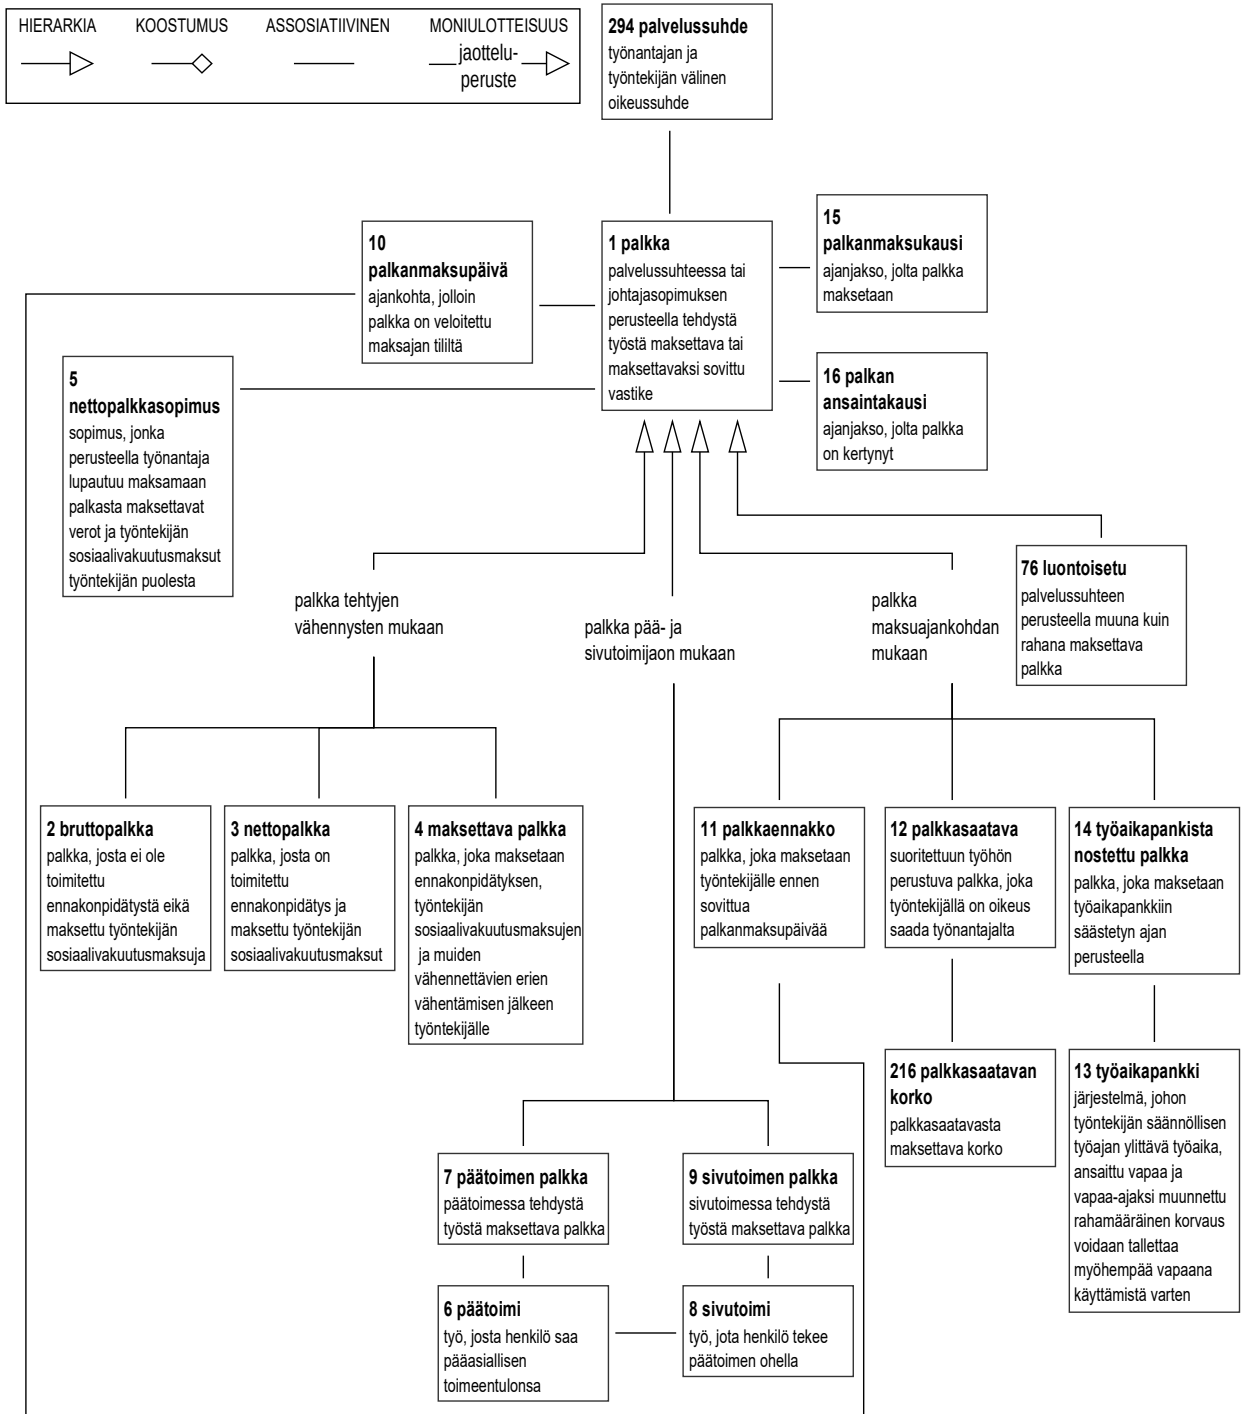 HIERARKIA
KOOSTUMUS
ASSOSIATIIVINEN
MONIULOTTEISUUS
jaottelu-
peruste
294 palvelussuhde
työnantajan ja
työntekijän välinen
oikeussuhde
10
palkanmaksupäivä
ajankohta, jolloin
palkka on veloitettu
maksajan tililtä
1 palkka
palvelussuhteessa tai
johtajasopimuksen
perusteella tehdystä
työstä maksettava tai
maksettavaksi sovittu
vastike
15
palkanmaksukausi
ajanjakso, jolta palkka
maksetaan
5
nettopalkkasopimus
sopimus, jonka
perusteella työnantaja
lupautuu maksamaan
palkasta maksettavat
verot ja työntekijän
sosiaalivakuutusmaksut
työntekijän puolesta
16 palkan
ansaintakausi
ajanjakso, jolta palkka
on kertynyt
76 luontoisetu
palvelussuhteen
perusteella muuna kuin
rahana maksettava
palkka
palkka tehtyjen
vähennysten mukaan
palkka pää- ja
sivutoimijaon mukaan
palkka
maksuajankohdan
mukaan
2 bruttopalkka
palkka, josta ei ole
toimitettu
ennakonpidätystä eikä
maksettu työntekijän
sosiaalivakuutusmaksuja
3 nettopalkka
palkka, josta on
toimitettu
ennakonpidätys ja
maksettu työntekijän
sosiaalivakuutusmaksut
4 maksettava palkka
palkka, joka maksetaan
ennakonpidätyksen,
työntekijän
sosiaalivakuutusmaksujen
ja muiden
vähennettävien erien
vähentämisen jälkeen
työntekijälle
11 palkkaennakko
palkka, joka maksetaan
työntekijälle ennen
sovittua
palkanmaksupäivää
12 palkkasaatava
suoritettuun työhön
perustuva palkka, joka
työntekijällä on oikeus
saada työnantajalta
14 työaikapankista
nostettu palkka
palkka, joka maksetaan
työaikapankkiin
säästetyn ajan
perusteella
216 palkkasaatavan
korko
palkkasaatavasta
maksettava korko
13 työaikapankki
järjestelmä, johon
työntekijän säännöllisen
työajan ylittävä työaika,
ansaittu vapaa ja
vapaa-ajaksi muunnettu
rahamääräinen korvaus
voidaan tallettaa
myöhempää vapaana
käyttämistä varten
7 päätoimen palkka
päätoimessa tehdystä
työstä maksettava palkka
9 sivutoimen palkka
sivutoimessa tehdystä
työstä maksettava palkka
6 päätoimi
työ, josta henkilö saa
pääasiallisen
toimeentulonsa
8 sivutoimi
työ, jota henkilö tekee
päätoimen ohella